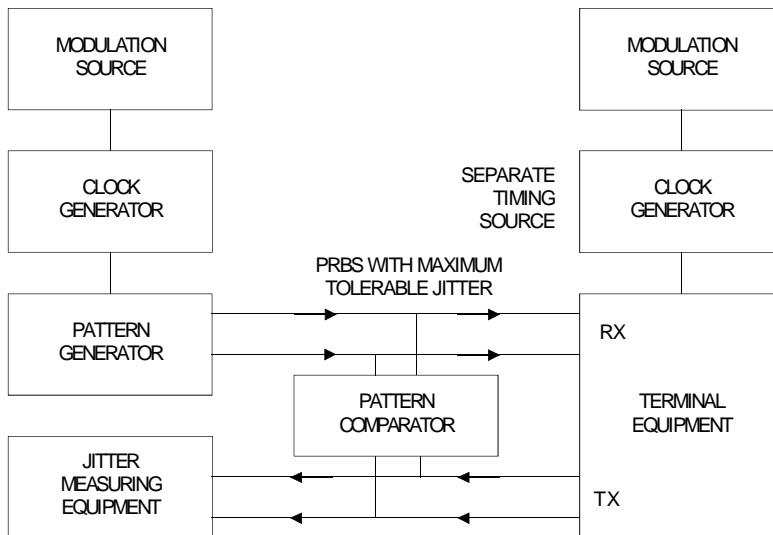 MODULATION
SOURCE
MODULATION
SOURCE
CLOCK
GENERATOR
SEPARATE
TIMING
SOURCE
CLOCK
GENERATOR
PRBS WITH MAXIMUM
TOLERABLE JITTER
PATTERN
GENERATOR
RX
PATTERN
COMPARATOR
TERMINAL
EQUIPMENT
JITTER
MEASURING
EQUIPMENT
TX